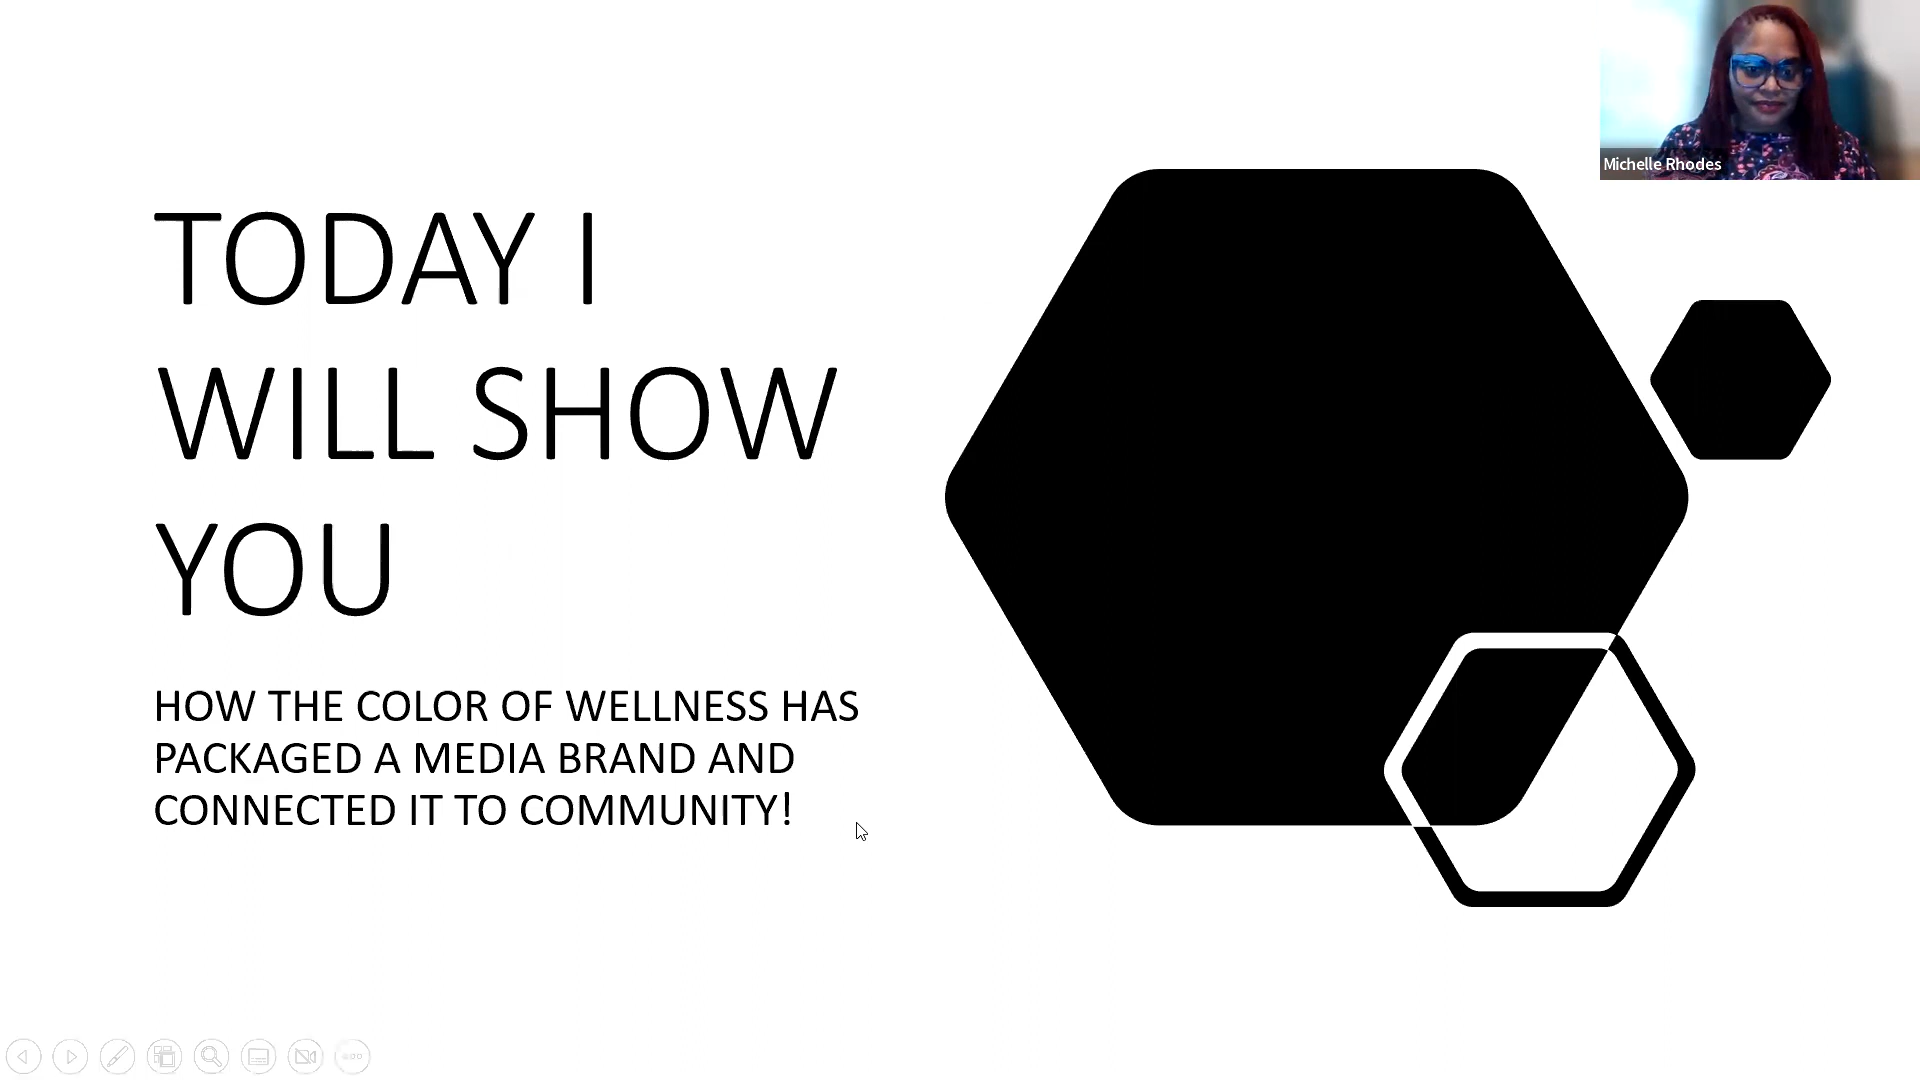 TODAY I
WILL SHOW
YOU
HOW THE COLOR OF WELLNESS HAS
PACKAGED A MEDIA BRAND AND
CONNECTED IT TO COMMUNITY!
Michelle Rhodes